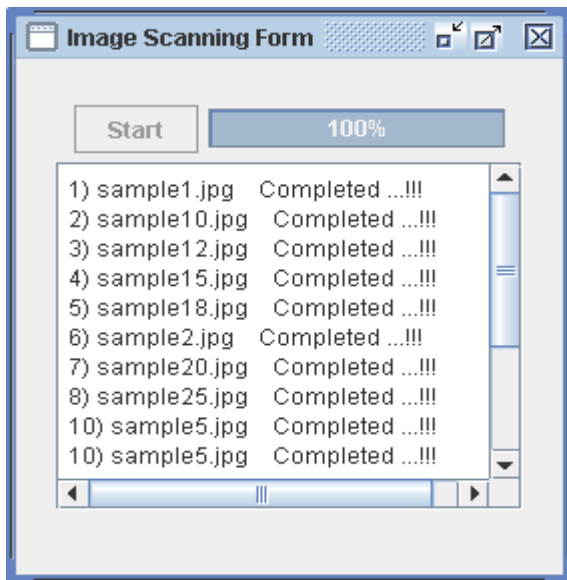 Image Scanning Form
Start 100%
1) sample1.jpg Completed ...!!!
2) sample10.jpg Completed ...!!!
3) sample12.jpg Completed ...!!!
4) sample15.jpg Completed ...!!!
5) sample18.jpg Completed ...!!!
6) sample2.jpg Completed ...!!!
7) sample20.jpg Completed ...!!!
8) sample25.jpg Completed ...!!!
10) sample5.jpg Completed ...!!!
10) sample5.jpg Completed ...!!!